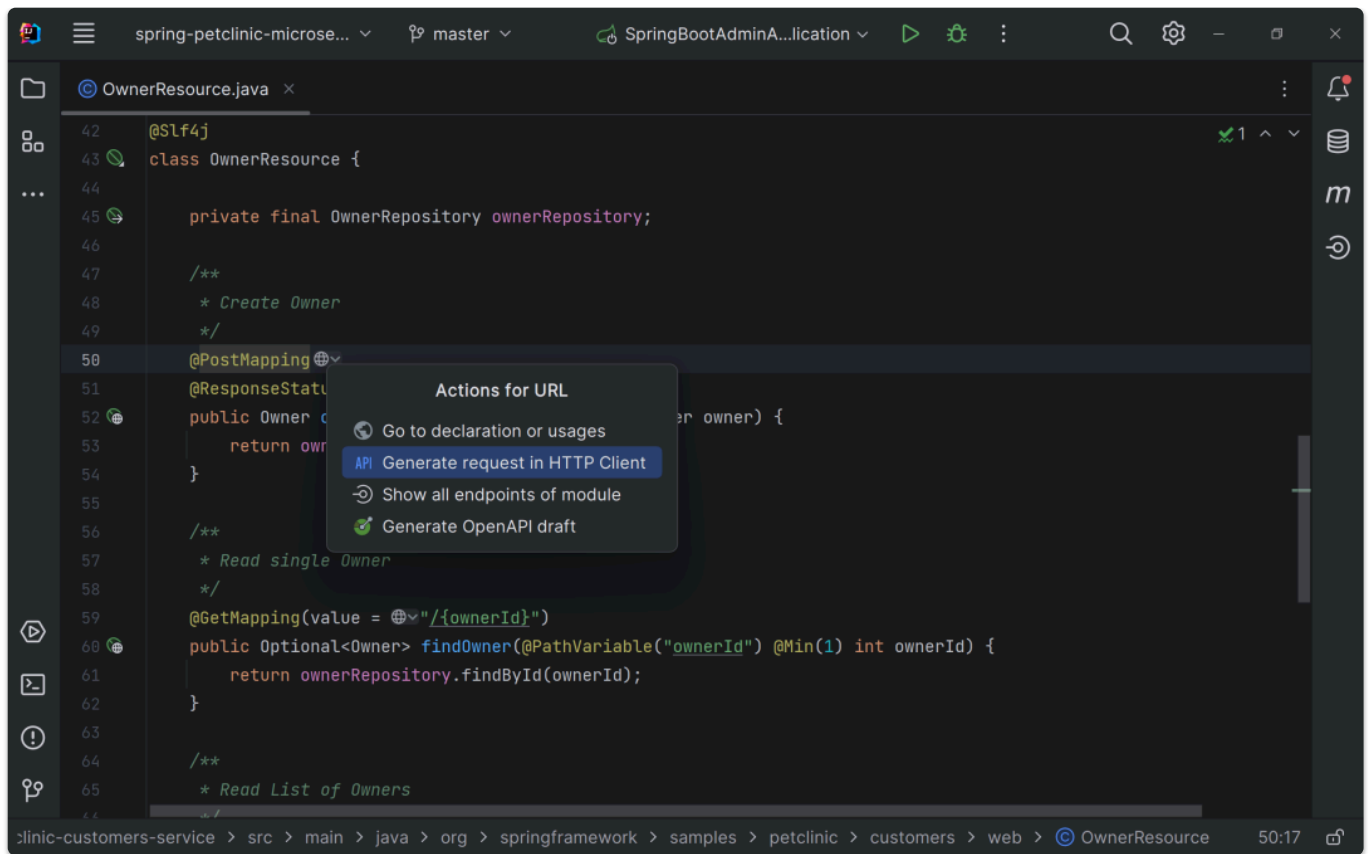 spring-petclinic-microse... master SpringBootAdminA...lication
OwnerResource.java
42 @Slf4j
1
43 class OwnerResource {
44
45 private final OwnerRepository ownerRepository;
46
47 /**
48 * Create Owner
49 */
50 @PostMapping
51 @ResponseStatu
52 public Owner c er owner) {
53 return owr
54 }
55
Actions for URL
Go to declaration or usages
API Generate request in HTTP Client
Show all endpoints of module
Generate OpenAPI draft
56 /**
57 * Read single Owner
58 */
59 @GetMapping(value = "/{ownerId}")
60 public Optional<Owner> findOwner(@PathVariable("ownerId") @Min(1) int ownerId) {
61 return ownerRepository.findById(ownerId);
62 }
63
64 /**
65 * Read List of Owners
m
clinic-customers-service > src > main > java > org > springframework > samples > petclinic > customers > web > OwnerResource 50:17